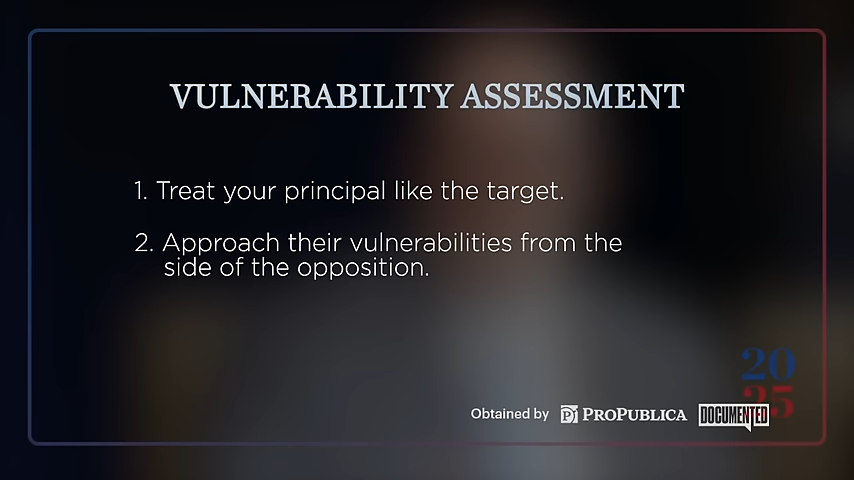 VULNERABILITY ASSESSMENT
1. Treat your principal like the target.
2. Approach their vulnerabilities from the
side of the opposition.
20
25
Obtained by PROPUBLICA DOCUMENTED